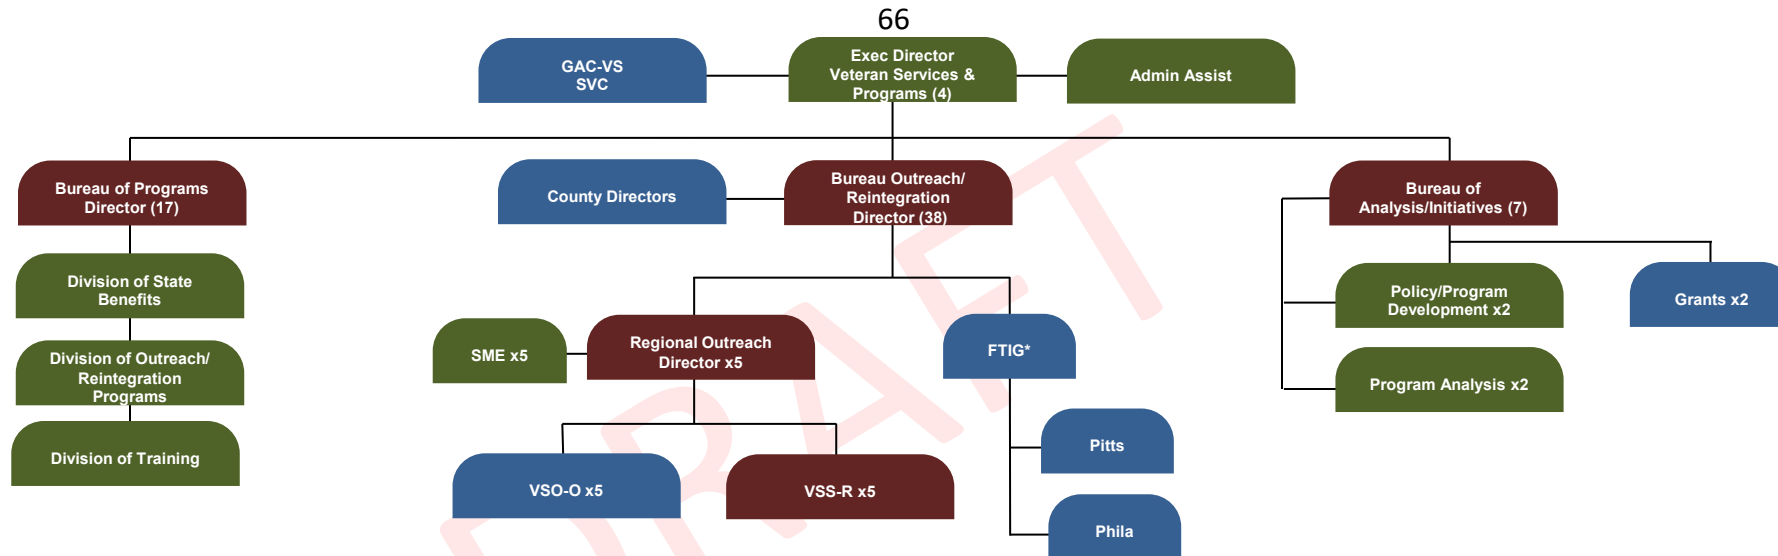 66
GAC-VS
SVC
Exec Director
Veteran Services &
Programs (4)
Admin Assist
Bureau of Programs
Director (17)
County Directors
Bureau Outreach/
Reintegration
Director (38)
Bureau of
Analysis/Initiatives (7)
Division of State
Benefits
Policy/Program
Development x2
Grants x2
SME x5
Regional Outreach
Director x5
FTIG*
Division of Outreach/
Reintegration
Programs
Program Analysis x2
Division of Training
Pitts
VSO-O x5
VSS-R x5
Phila
DRAFT